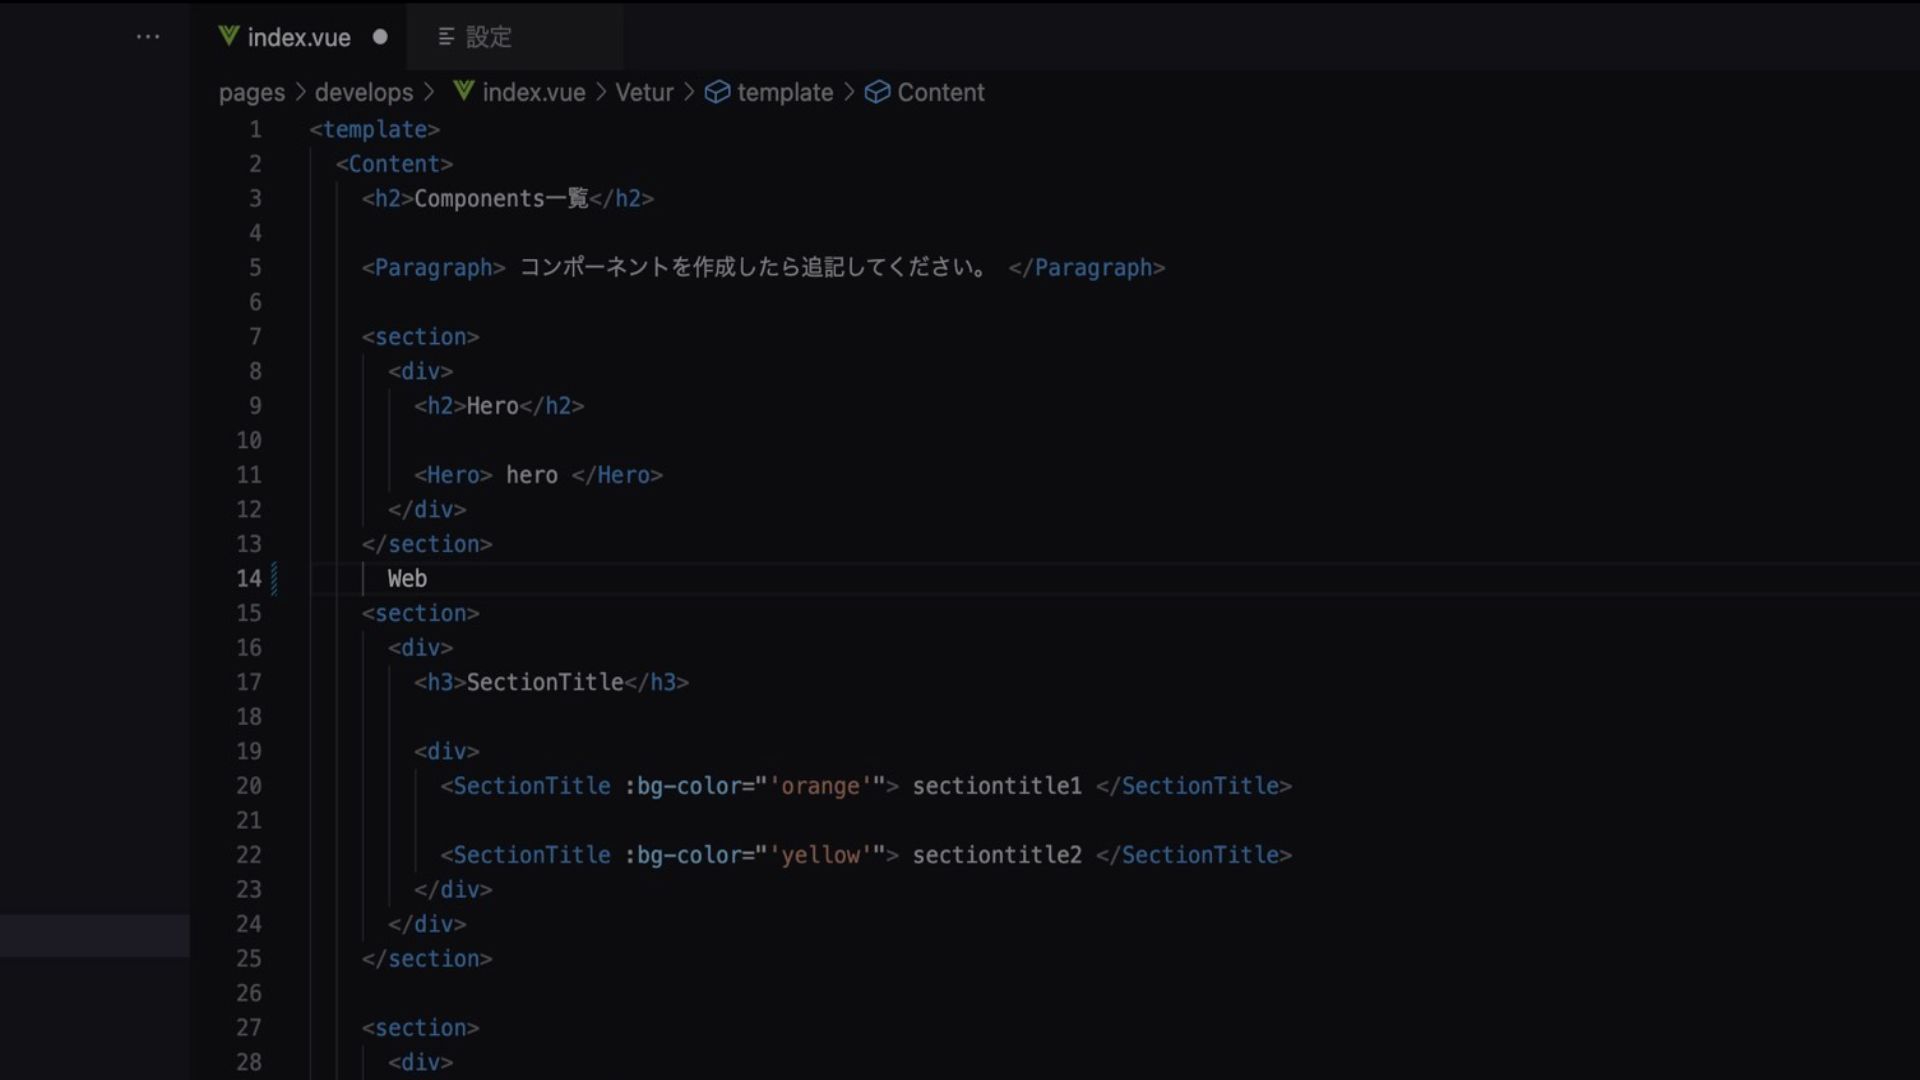 … index.vue ● 設定
pages > develops > index.vue > Vetur > template > Content
1 <template>
2 <Content>
3 <h2>Components一覧</h2>
4
5 <Paragraph> コンポーネントを作成したら追記してください。 </Paragraph>
6
7 <section>
8 <div>
9 <h2>Hero</h2>
10
11 <Hero> hero </Hero>
12 </div>
13 </section>
14 Web
15 <section>
16 <div>
17 <h3>SectionTitle</h3>
18
19 <div>
20 <SectionTitle :bg-color="'orange'"> sectiontitle1 </SectionTitle>
21
22 <SectionTitle :bg-color="'yellow'"> sectiontitle2 </SectionTitle>
23 </div>
24 </div>
25 </section>
26
27 <section>
28 <div>